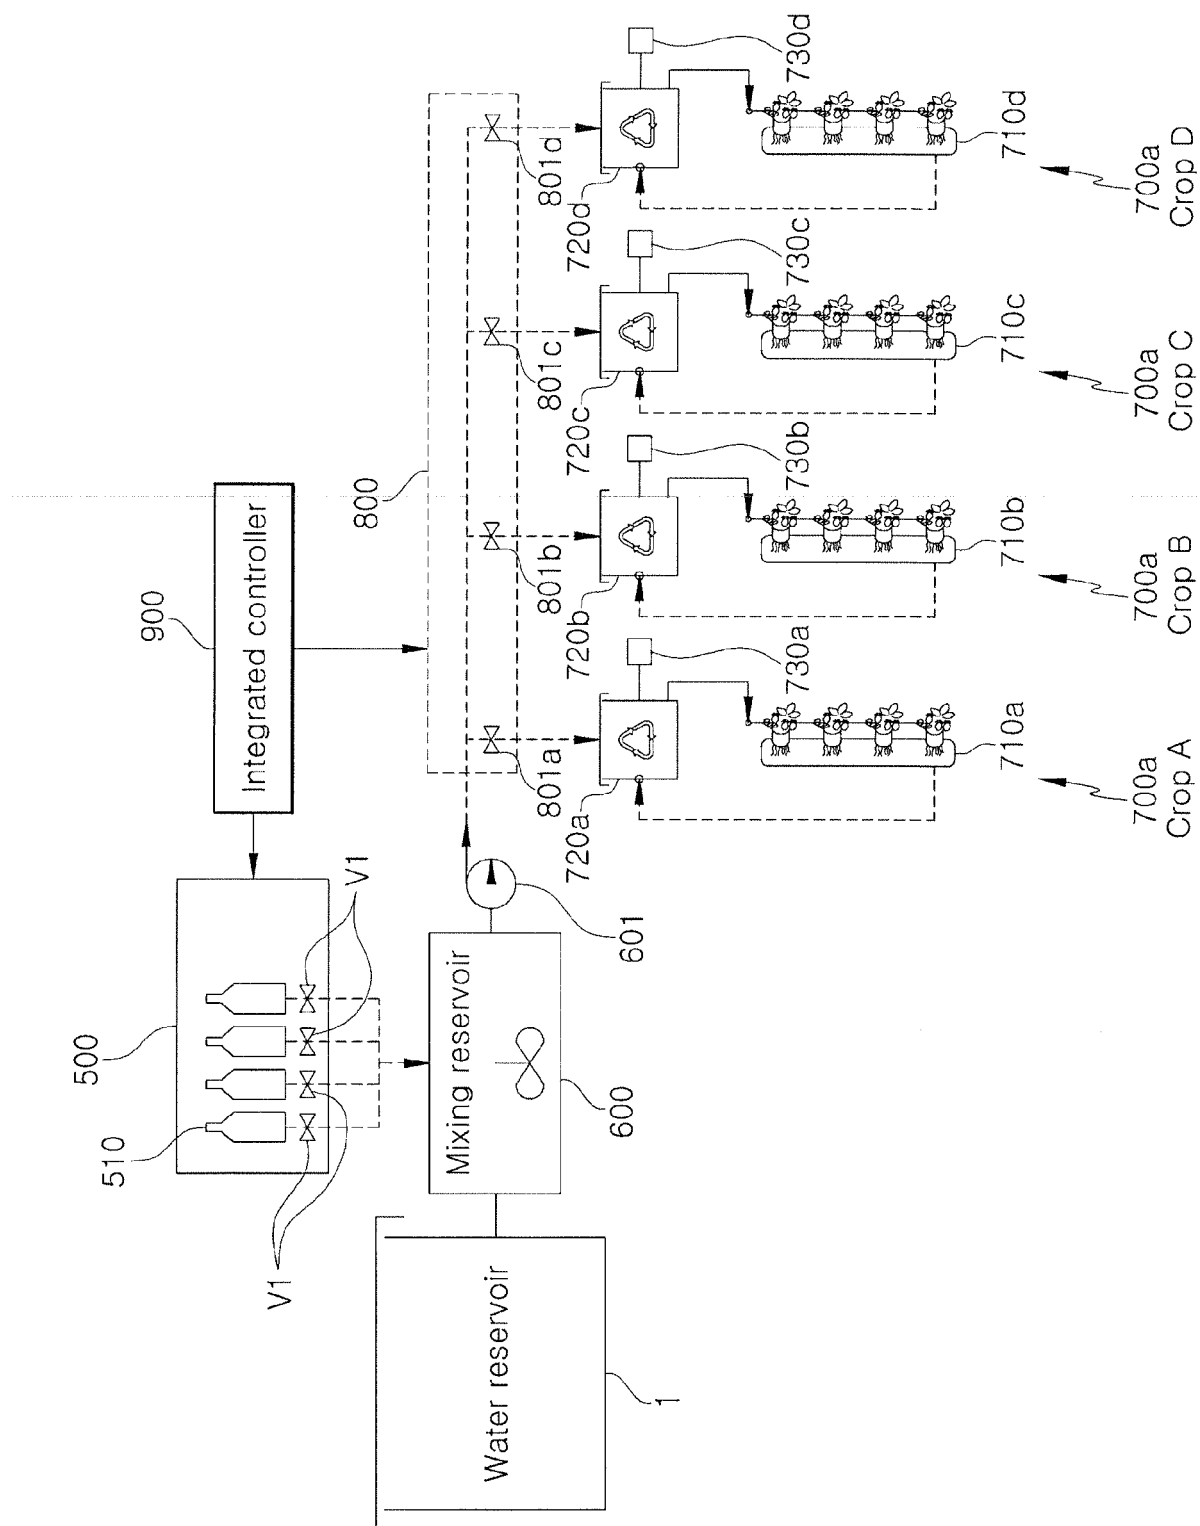 900
Integrated controller
800
500
510
V1
V1
Mixing reservoir
600
601
Water reservoir
1
801a
801b
801c
801d
720a
720b
720c
720d
730a
730b
730c
730d
710a
710b
710c
710d
700a
Crop A
700a
Crop B
700a
Crop C
700a
Crop D